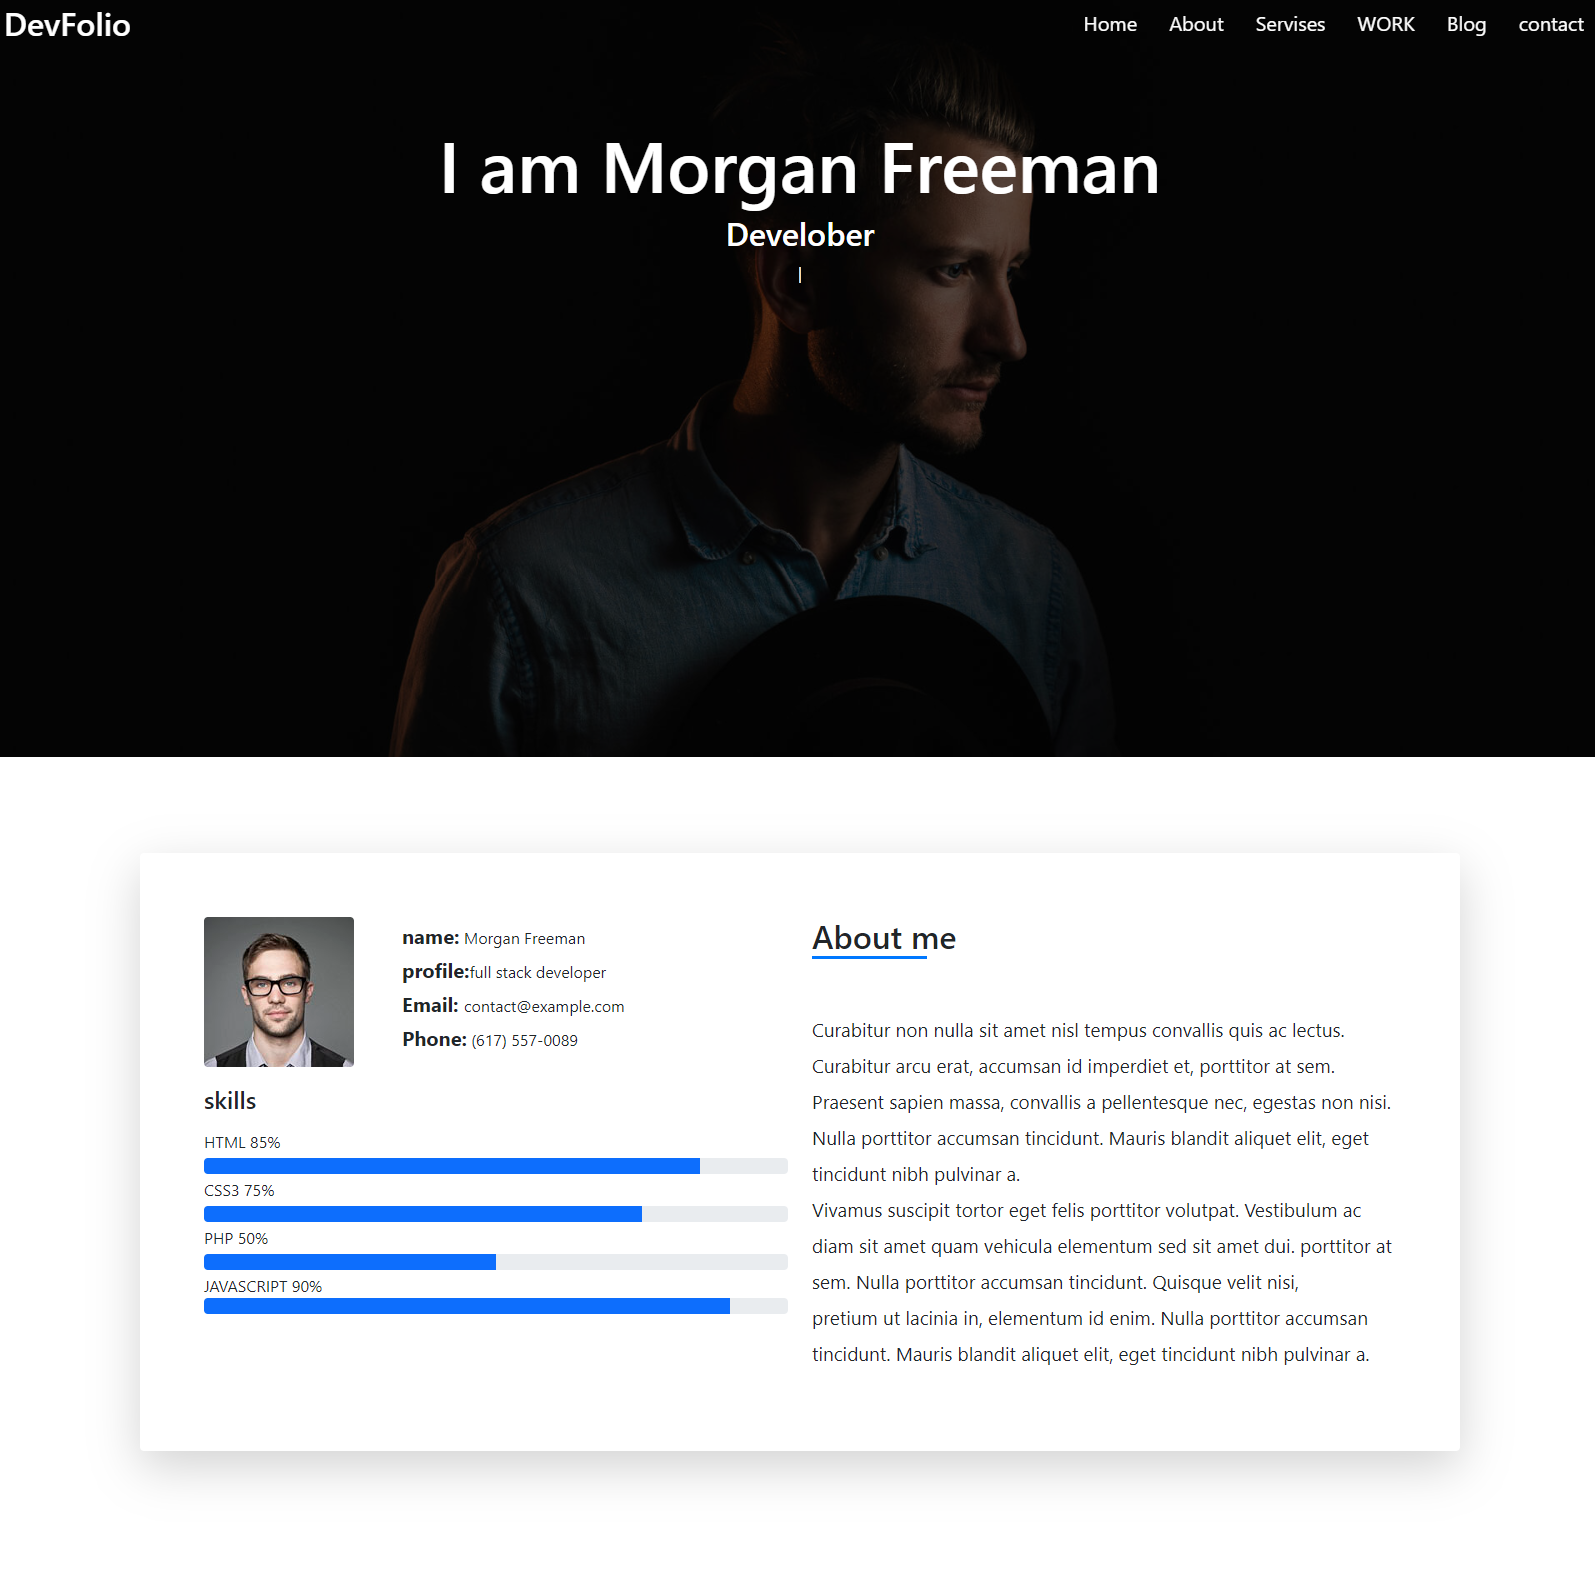 DevFolio
Home About Servises WORK Blog contact
I am Morgan Freeman
Develober
|
name: Morgan Freeman
profile:full stack developer
Email: contact@example.com
Phone: (617) 557-0089
skills
HTML 85%
CSS3 75%
PHP 50%
JAVASCRIPT 90%
About me
Curabitur non nulla sit amet nisl tempus convallis quis ac lectus.
Curabitur arcu erat, accumsan id imperdiet et, porttitor at sem.
Praesent sapien massa, convallis a pellentesque nec, egestas non nisi.
Nulla porttitor accumsan tincidunt. Mauris blandit aliquet elit, eget
tincidunt nibh pulvinar a.
Vivamus suscipit tortor eget felis porttitor volutpat. Vestibulum ac
diam sit amet quam vehicula elementum sed sit amet dui. porttitor at
sem. Nulla porttitor accumsan tincidunt. Quisque velit nisi,
pretium ut lacinia in, elementum id enim. Nulla porttitor accumsan
tincidunt. Mauris blandit aliquet elit, eget tincidunt nibh pulvinar a.